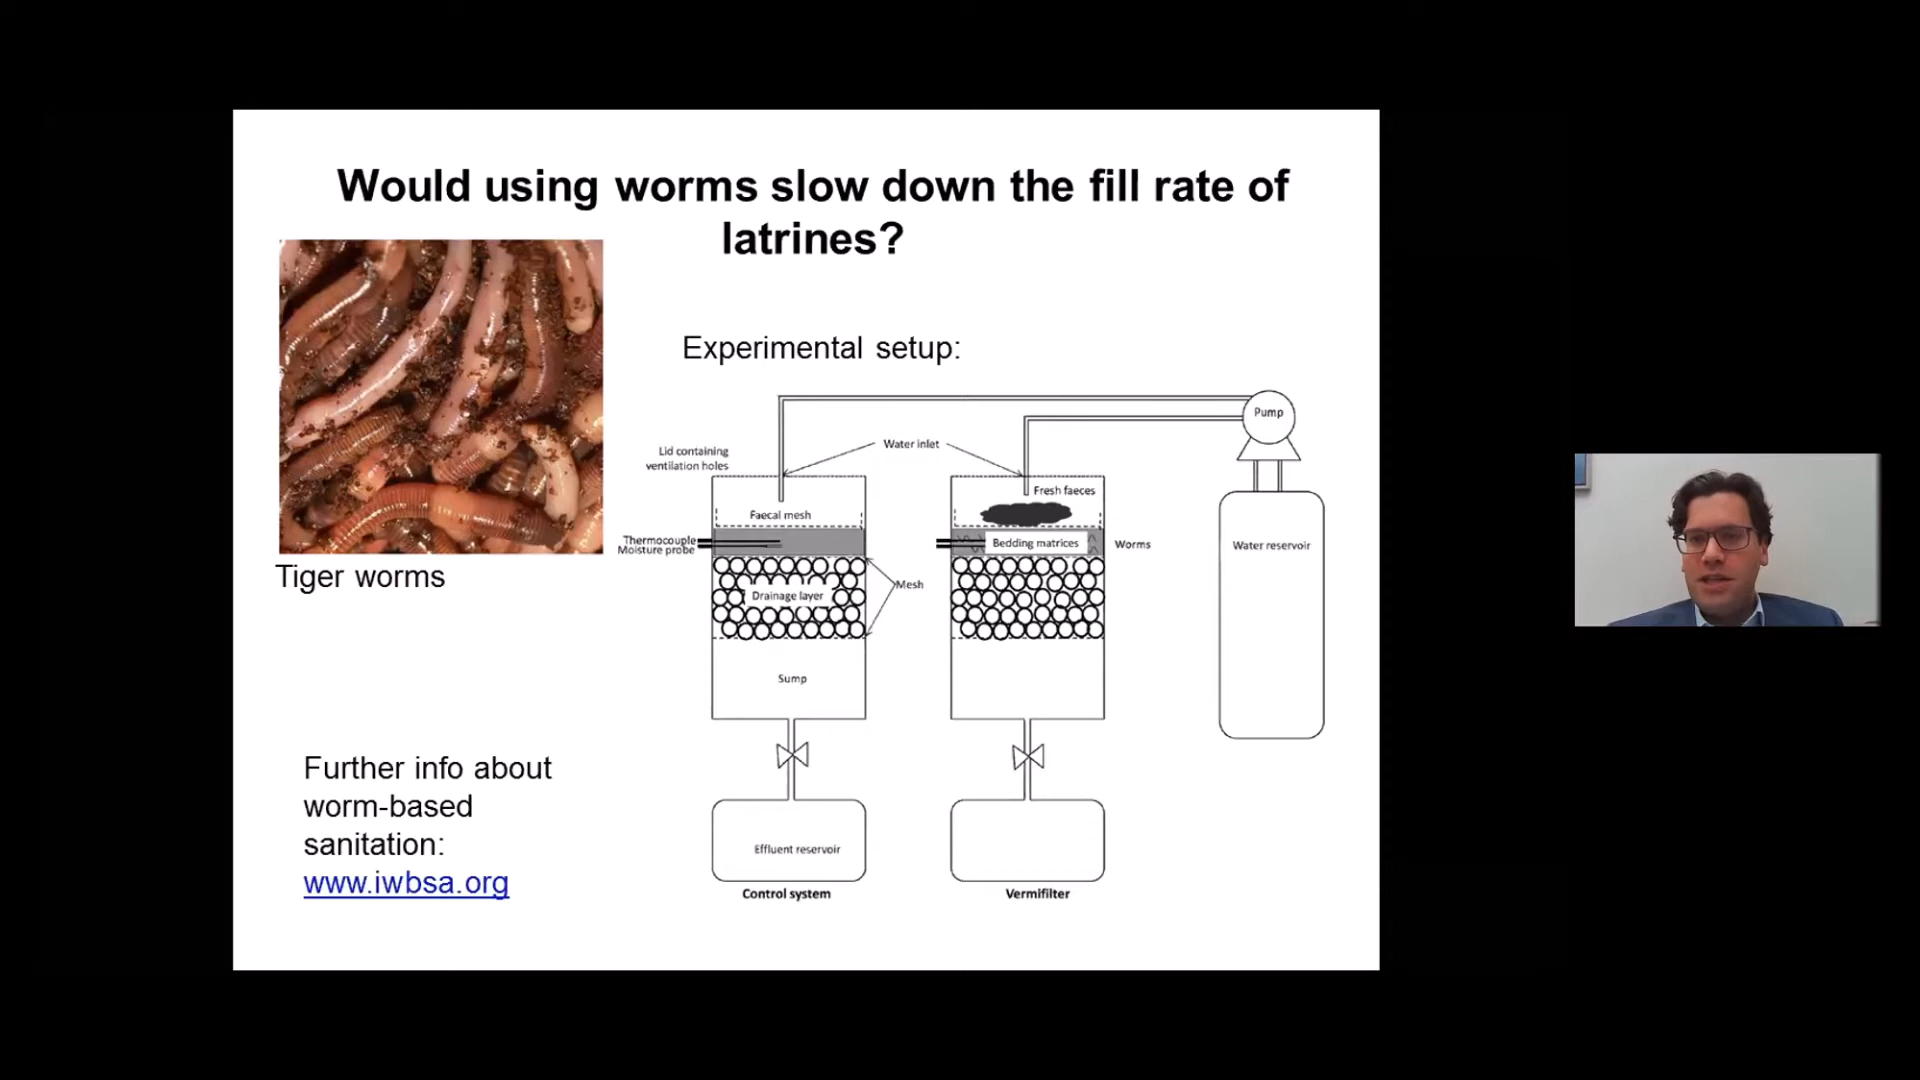 Would using worms slow down the fill rate of
latrines?
Tiger worms
Experimental setup:
Pump
Water inlet
Lid containing
ventilation holes
Fresh faeces
Faecal mesh
Thermocouple
Moisture probe
Bedding matrices
Worms
Water reservoir
Mesh
Drainage layer
Sump
Further info about
worm-based
sanitation:
www.iwbsa.org
Effluent reservoir
Control system
Vermifilter